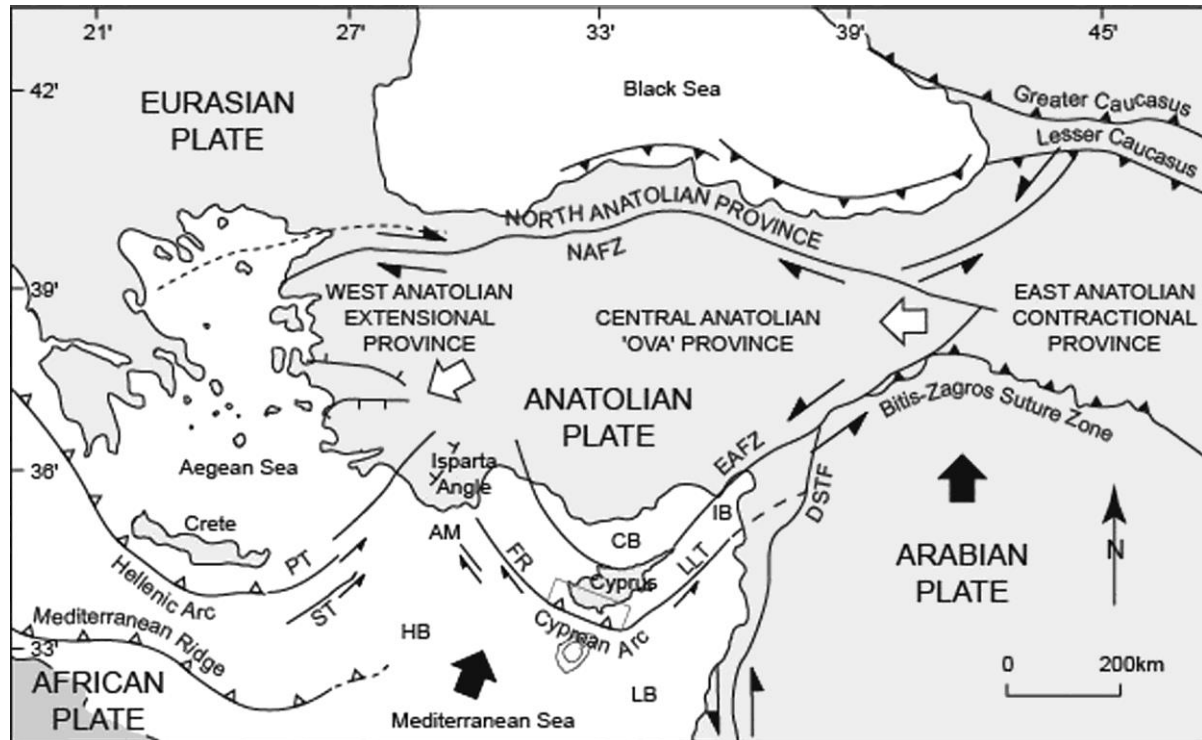 21' 27' 33' 39' 45'
42'
39'
36'
33'
EURASIAN
PLATE
Black Sea
Greater Caucasus
Lesser Caucasus
NORTH ANATOLIAN PROVINCE
NAFZ
WEST ANATOLIAN
EXTENSIONAL
PROVINCE
CENTRAL ANATOLIAN
'OVA' PROVINCE
EAST ANATOLIAN
CONTRACTIONAL
PROVINCE
ANATOLIAN
PLATE
Bitis-Zagros Suture Zone
EAFZ
DSTF
Aegean Sea
Isparta
Angle
Crete
AM
FR
CB
IB
LLT
Cyprus
Cyprean Arc
PT
ST
Hellenic Arc
Mediterranean Ridge
HB
LB
ARABIAN
PLATE
N
0 200km
AFRICAN
PLATE
Mediterranean Sea